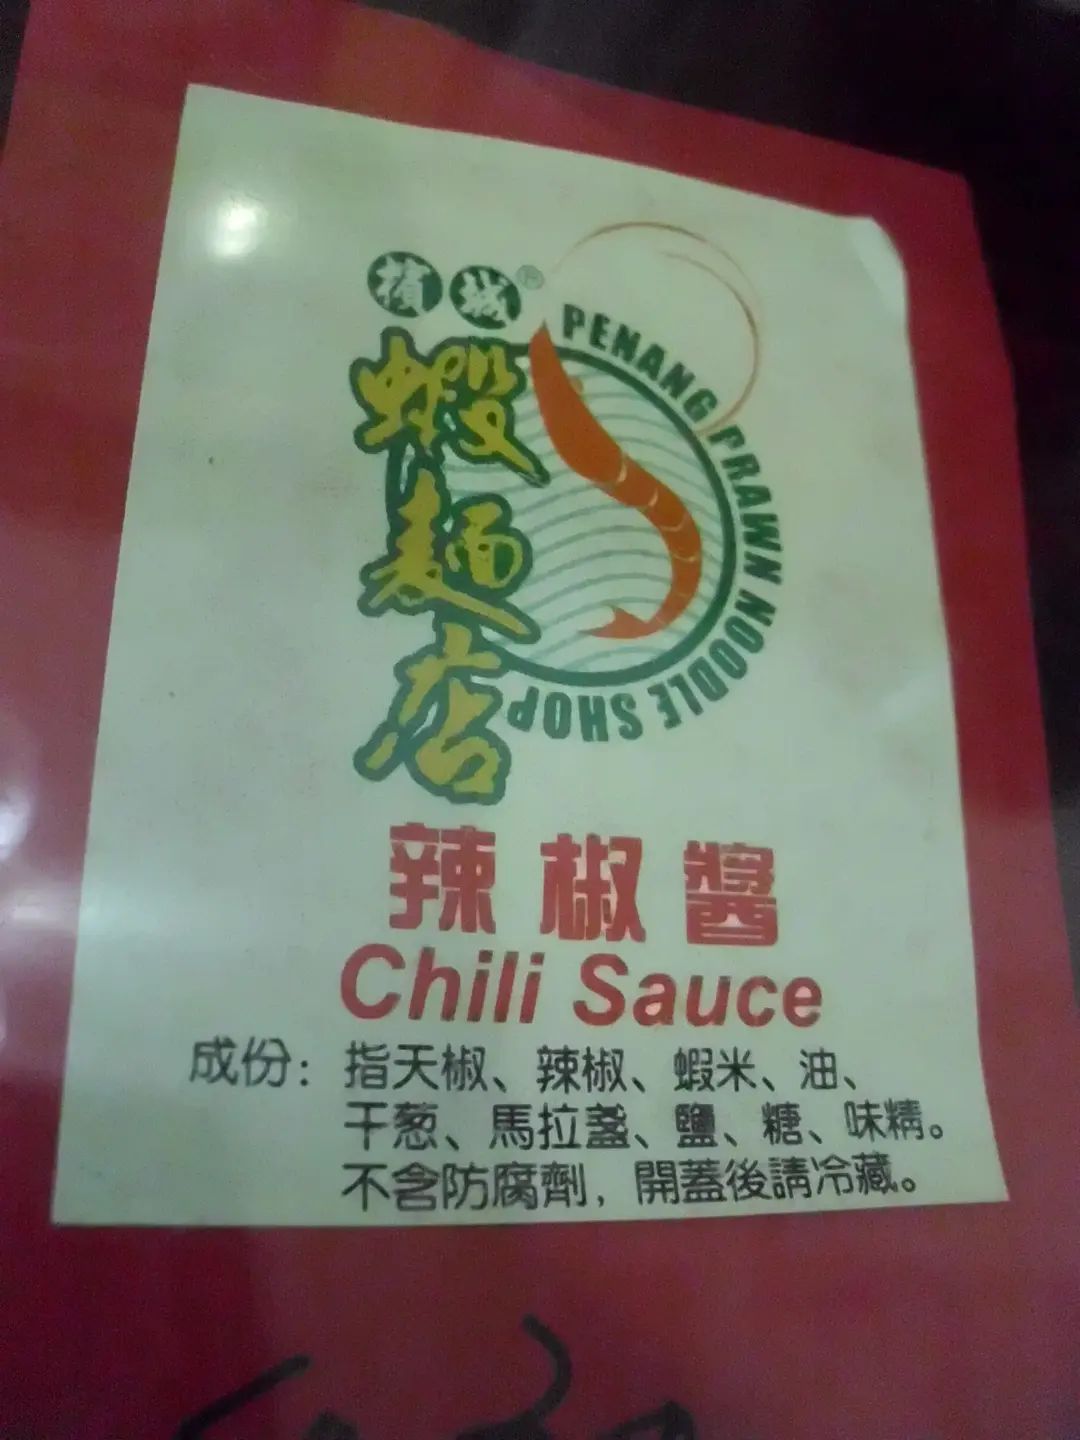 檳城®
蝦麵店
PENANG PRAWN NOODLE SHOP
辣椒醬
Chili Sauce
成份：指天椒、辣椒、蝦米、油、
干葱、馬拉盞、鹽、糖、味精。
不含防腐劑，開蓋後請冷藏。